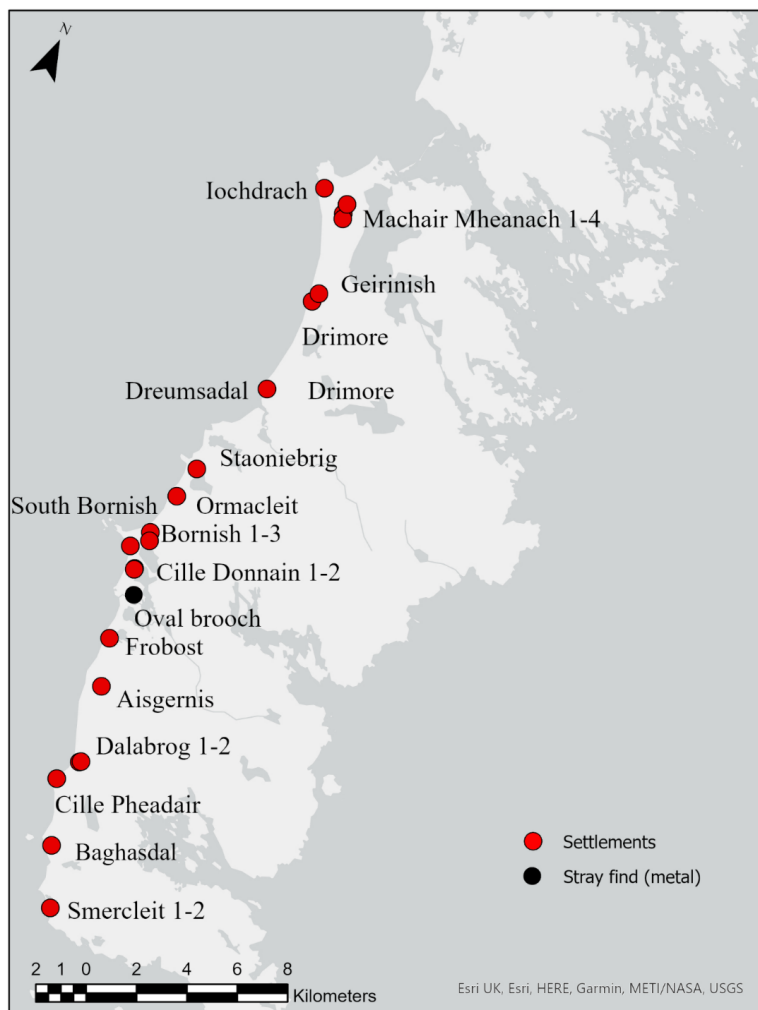 N
Iochdrach
Machair Mheanach 1-4
Geirinish
Drimore
Dreumsadal
Drimore
Staoniebrig
South Bornish
Ormacleit
Bornish 1-3
Cille Donnain 1-2
Oval brooch
Frobost
Aisgernis
Dalabrog 1-2
Cille Pheadair
Baghasdal
Smercleit 1-2
Settlements
Stray find (metal)
2 1 0 2 4 6 8
Kilometers
Esri UK, Esri, HERE, Garmin, METI/NASA, USGS